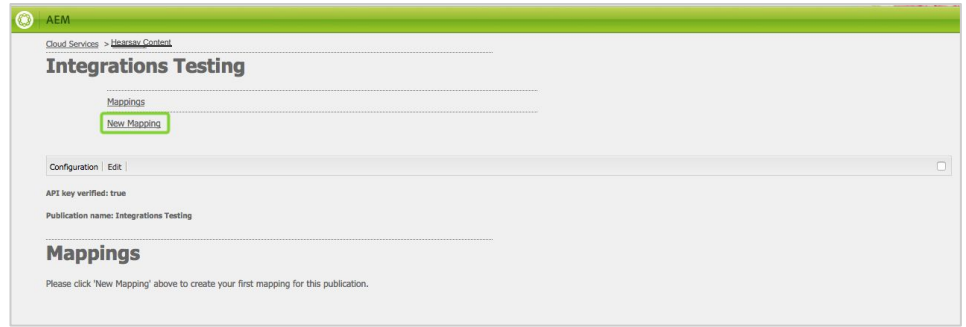 AEM
Cloud Services > Hearsay Content
Integrations Testing
Mappings
New Mapping
Configuration | Edit |
API key verified: true
Publication name: Integrations Testing
Mappings
Please click 'New Mapping' above to create your first mapping for this publication.